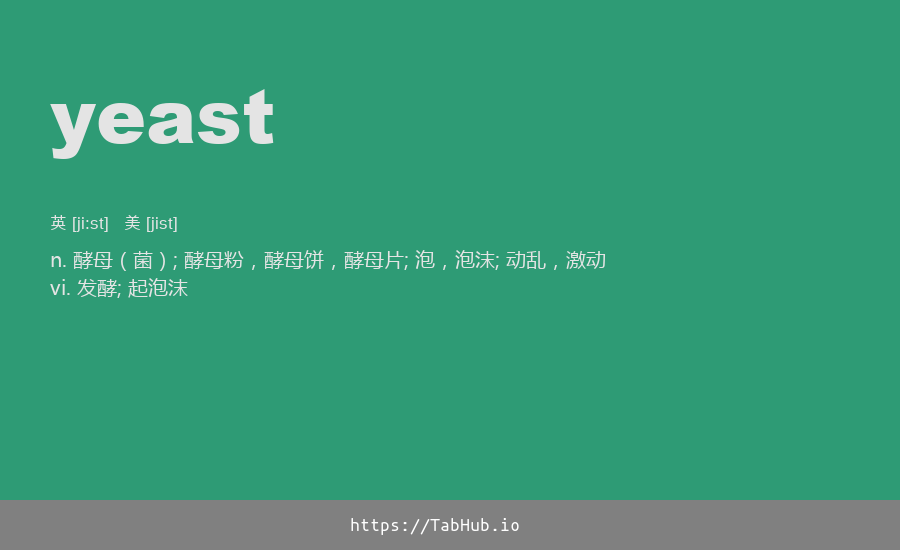 yeast
英 [ji:st] 美 [jist]
n. 酵母（菌）; 酵母粉，酵母饼，酵母片; 泡，泡沫; 动乱，激动
vi. 发酵; 起泡沫
https://TabHub.io